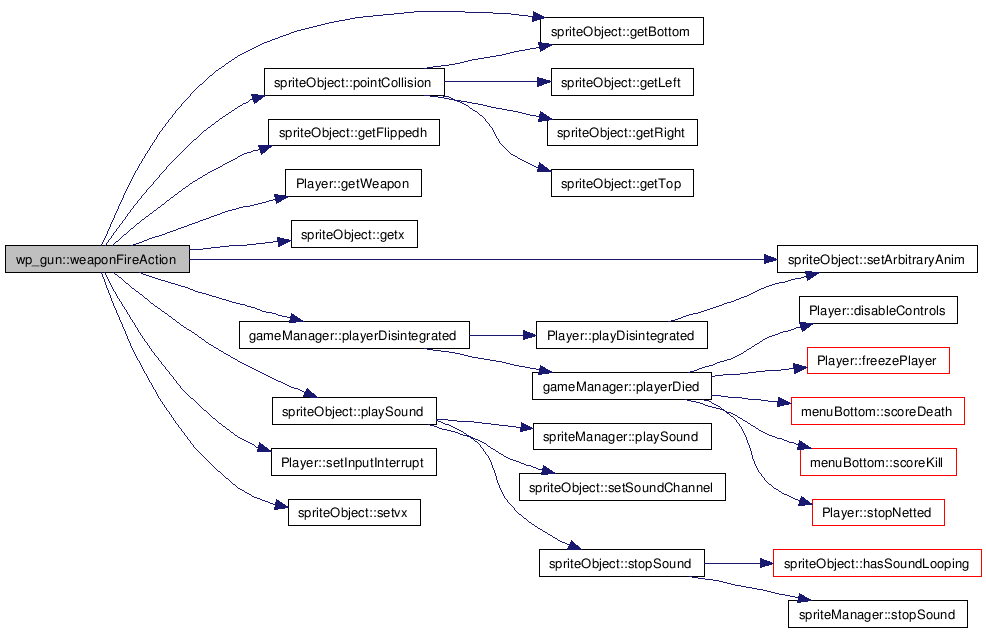 spriteObject::getBottom
spriteObject::pointCollision
spriteObject::getLeft
spriteObject::getFlippedh
spriteObject::getRight
Player::getWeapon
spriteObject::getTop
spriteObject::getx
wp_gun::weaponFireAction
spriteObject::setArbitraryAnim
Player::disableControls
gameManager::playerDisintegrated
Player::playDisintegrated
Player::freezePlayer
gameManager::playerDied
spriteObject::playSound
menuBottom::scoreDeath
spriteManager::playSound
Player::setInputInterrupt
menuBottom::scoreKill
spriteObject::setSoundChannel
spriteObject::setvx
Player::stopNetted
spriteObject::stopSound
spriteObject::hasSoundLooping
spriteManager::stopSound